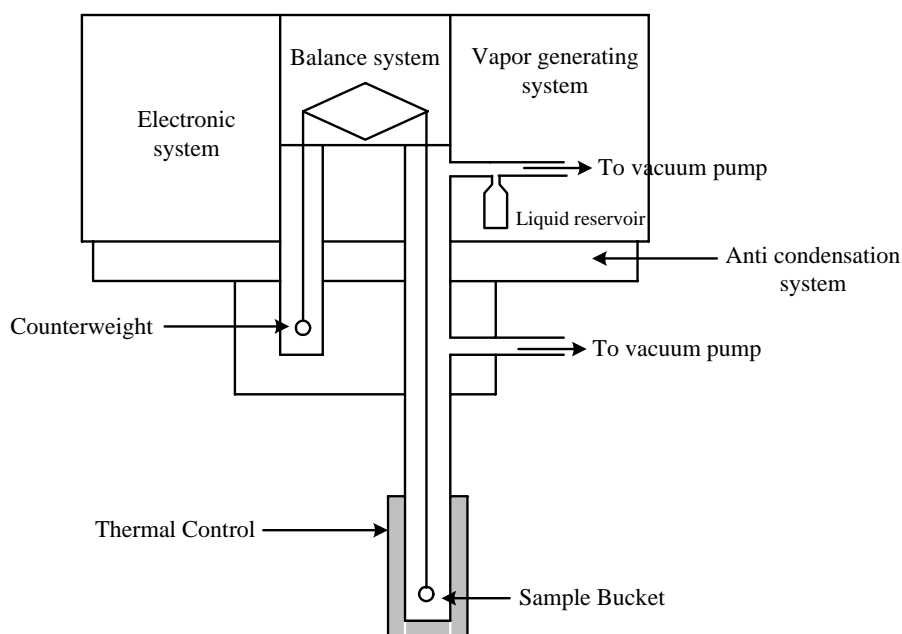 Balance system
Vapor generating
system
Electronic
system
To vacuum pump
Liquid reservoir
Anti condensation
system
Counterweight
To vacuum pump
Thermal Control
Sample Bucket